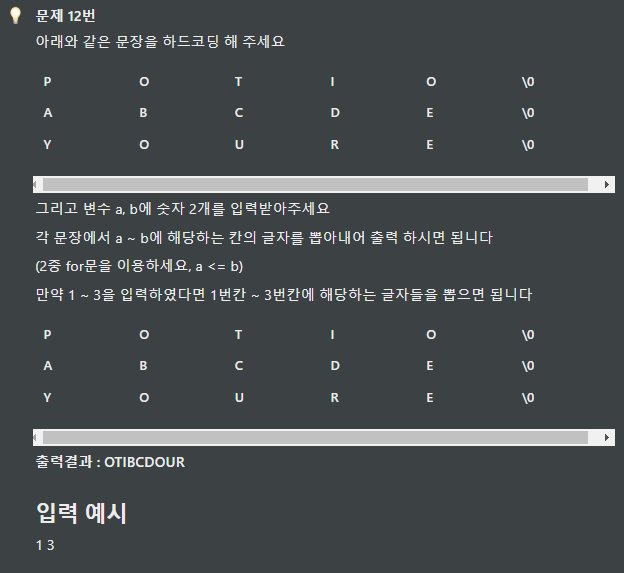 문제 12번
아래와 같은 문장을 하드코딩 해 주세요
P O T I O \0
A B C D E \0
Y O U R E \0
그리고 변수 a, b에 숫자 2개를 입력받아주세요
각 문장에서 a ~ b에 해당하는 칸의 글자를 뽑아내어 출력 하시면 됩니다
(2중 for문을 이용하세요, a <= b)
만약 1 ~ 3을 입력하였다면 1번칸 ~ 3번칸에 해당하는 글자들을 뽑으면 됩니다
P O T I O \0
A B C D E \0
Y O U R E \0
출력결과 : OTIBCDOUR
입력 예시
1 3